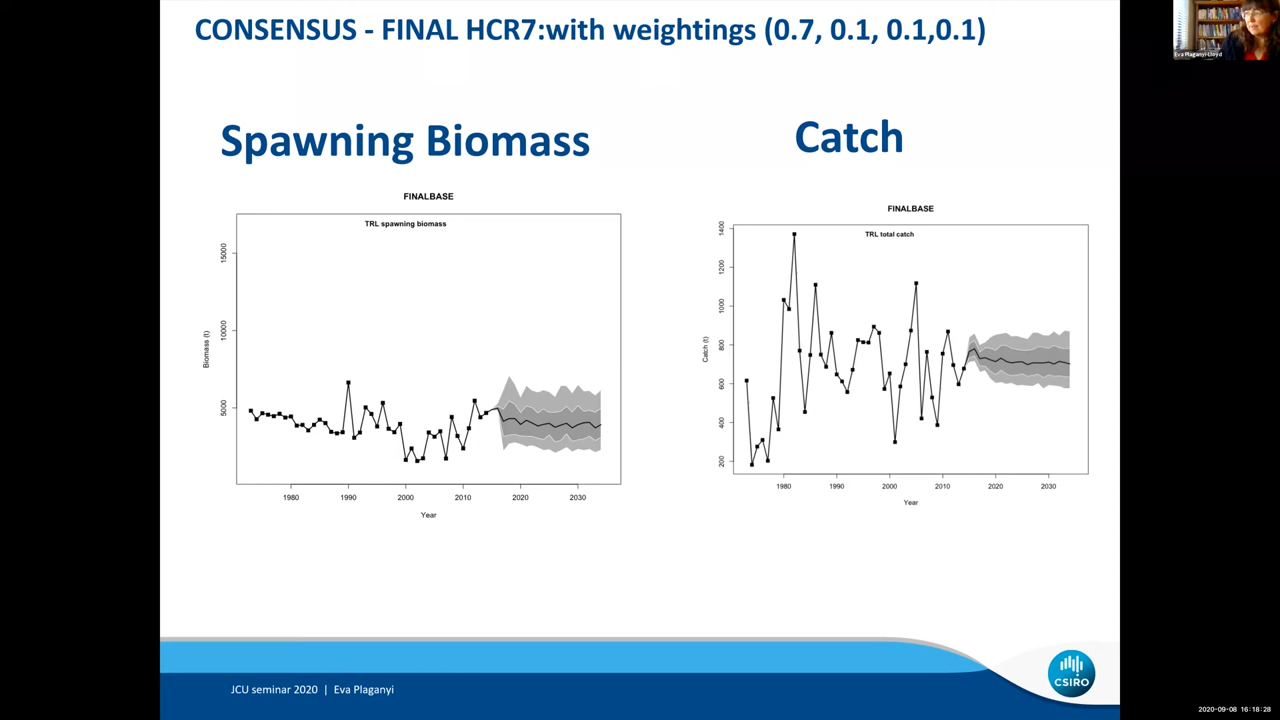 CONSENSUS - FINAL HCR7:with weightings (0.7, 0.1, 0.1,0.1)
Eva Plaganyi-Lloyd
Spawning Biomass
Catch
FINALBASE
TRL spawning biomass
15000
10000
5000
Biomass (t)
1980 1990 2000 2010 2020 2030
Year
FINALBASE
TRL total catch
1400
1200
1000
800
600
400
200
Catch (t)
1980 1990 2000 2010 2020 2030
Year
JCU seminar 2020 | Eva Plaganyi
CSIRO
2020-09-08 16:18:28